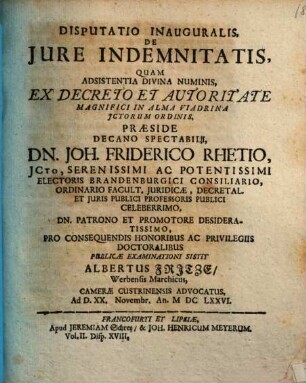 DISPUTATIO INAUGURALIS,
DE
JURE INDEMNITATIS,
QUAM
ADSISTENTIA DIVINA NUMINIS,
EX DECRETO ET AUTORITATE
MAGNIFICI IN ALMA VIADRINA
JCTORUM ORDINIS,
PRÆSIDE
DECANO SPECTABILI,
DN. JOH. FRIDERICO RHETIO,
JCto, SERENISSIMI AC POTENTISSIMI
ELECTORIS BRANDENBURGICI CONSILIARIO,
ORDINARIO FACULT. JURIDICÆ, DECRETAL.
ET JURIS PUBLICI PROFESSORIS PUBLICI
CELEBERRIMO,
DN. PATRONO ET PROMOTORE DESIDERA-
TISSIMO,
PRO CONSEQUENDIS HONORIBUS AC PRIVILEGIIS
DOCTORALIBUS
PUBLICÆ EXAMINATIONI SISTIT
ALBERTUS FRITZE/
Werbensis Marchicus,
CAMERÆ CUSTRINENSIS ADVOCATUS,
Ad D. XX. Novembr. An. M DC LXXVI.
FRANCOFURTI ET LIPSIÆ,
Apud JEREMIAM Schrey/ & JOH. HENRICUM MEYERUM.
Vol. II. Disp. XVIII,